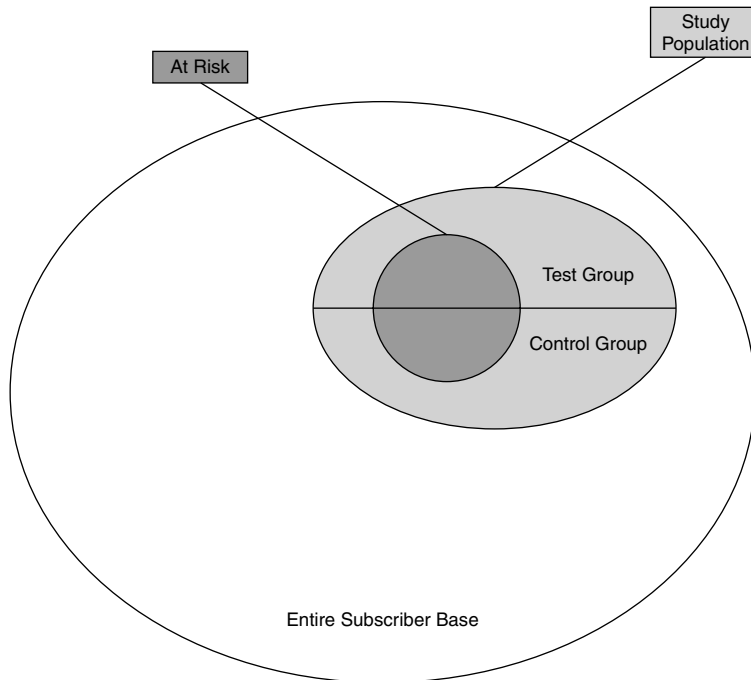 Study
Population
At Risk
Test Group
Control Group
Entire Subscriber Base